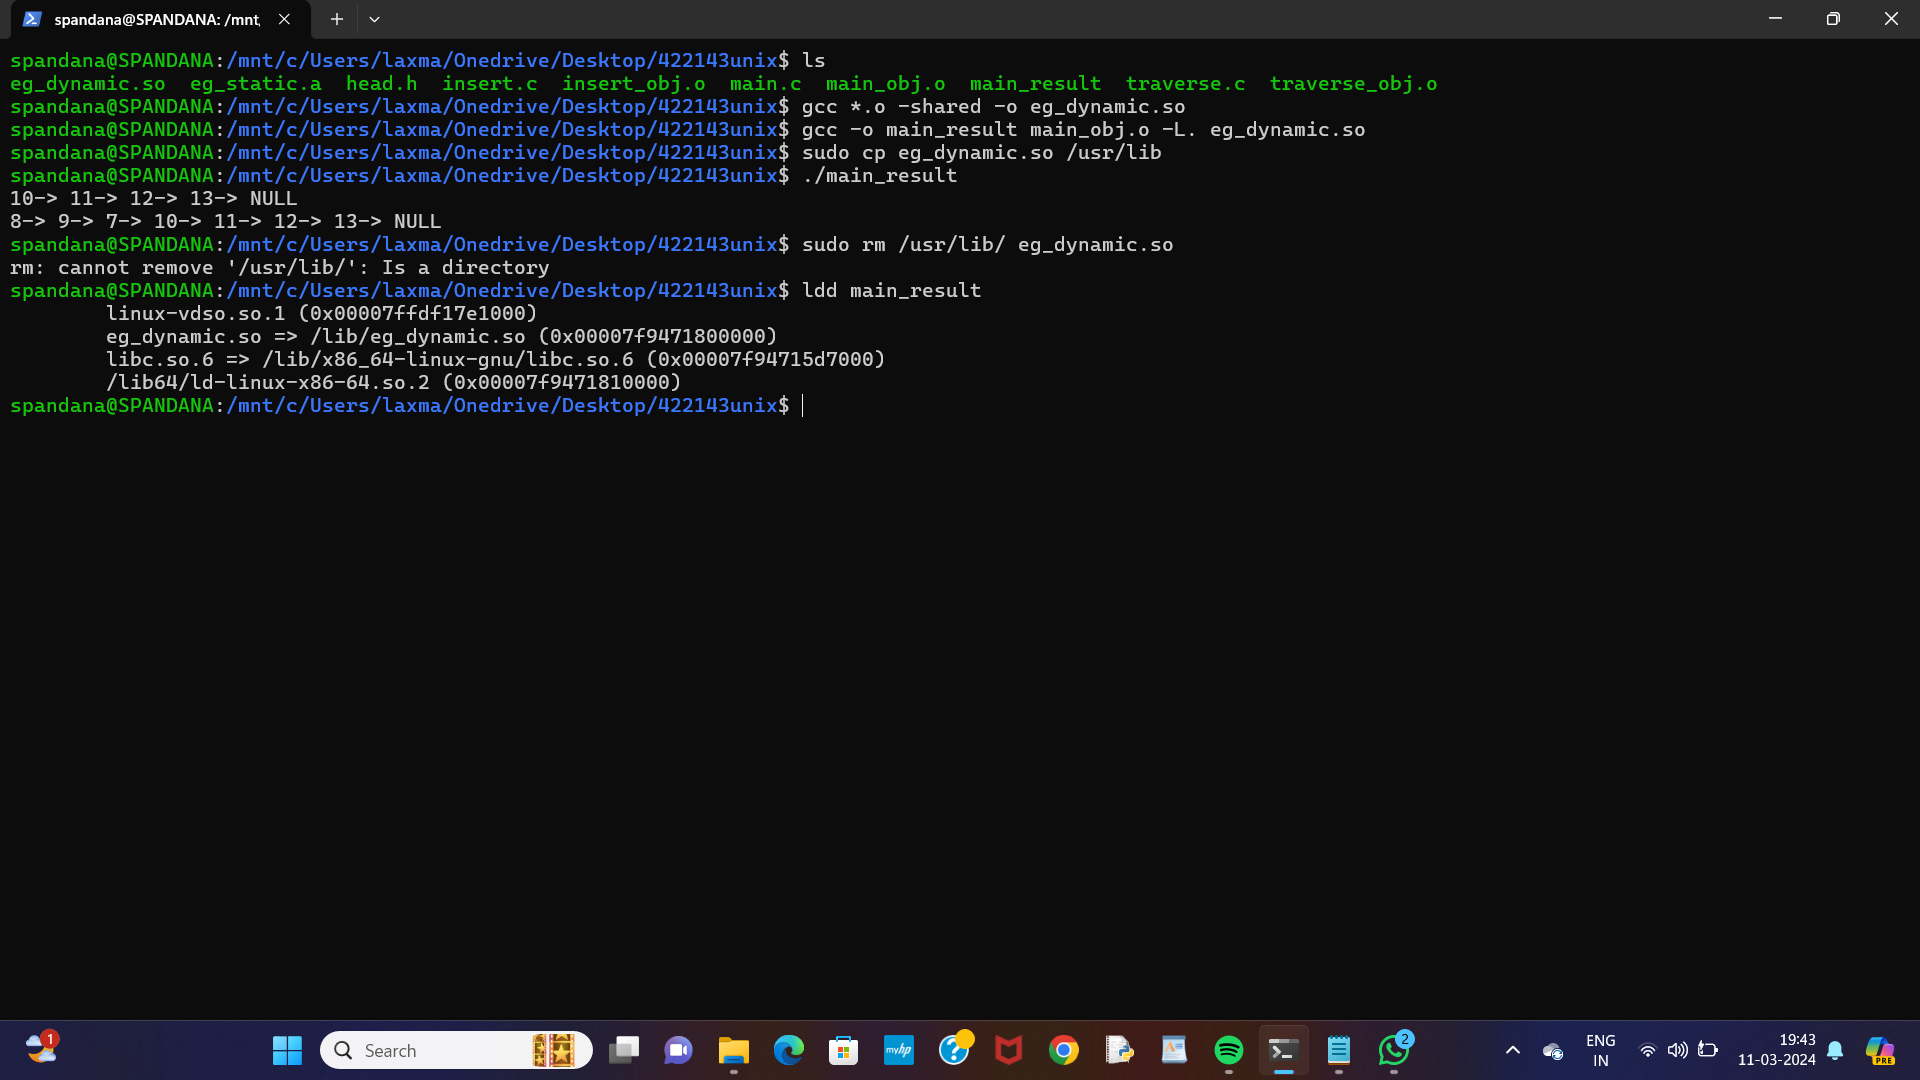 spandana@SPANDANA: /mnt,
spandana@SPANDANA:/mnt/c/Users/laxma/Onedrive/Desktop/422143unix$ ls
eg_dynamic.so  eg_static.a  head.h  insert.c  insert_obj.o  main.c  main_obj.o  main_result  traverse.c  traverse_obj.o
spandana@SPANDANA:/mnt/c/Users/laxma/Onedrive/Desktop/422143unix$ gcc *.o -shared -o eg_dynamic.so
spandana@SPANDANA:/mnt/c/Users/laxma/Onedrive/Desktop/422143unix$ gcc -o main_result main_obj.o -L. eg_dynamic.so
spandana@SPANDANA:/mnt/c/Users/laxma/Onedrive/Desktop/422143unix$ sudo cp eg_dynamic.so /usr/lib
spandana@SPANDANA:/mnt/c/Users/laxma/Onedrive/Desktop/422143unix$ ./main_result
10-> 11-> 12-> 13-> NULL
8-> 9-> 7-> 10-> 11-> 12-> 13-> NULL
spandana@SPANDANA:/mnt/c/Users/laxma/Onedrive/Desktop/422143unix$ sudo rm /usr/lib/ eg_dynamic.so
rm: cannot remove '/usr/lib/': Is a directory
spandana@SPANDANA:/mnt/c/Users/laxma/Onedrive/Desktop/422143unix$ ldd main_result
        linux-vdso.so.1 (0x00007ffdf17e1000)
        eg_dynamic.so => /lib/eg_dynamic.so (0x00007f9471800000)
        libc.so.6 => /lib/x86_64-linux-gnu/libc.so.6 (0x00007f94715d7000)
        /lib64/ld-linux-x86-64.so.2 (0x00007f9471810000)
spandana@SPANDANA:/mnt/c/Users/laxma/Onedrive/Desktop/422143unix$
1
Search
myhp
2
ENG
IN
19:43
11-03-2024
PRE